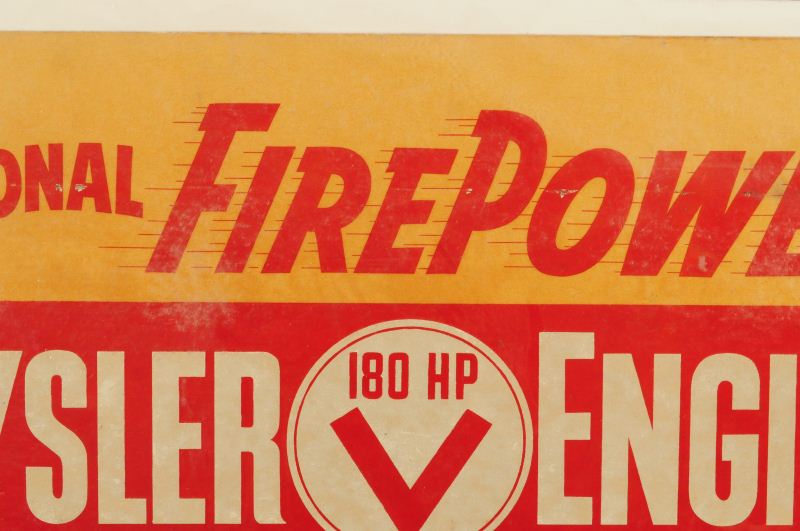 ONAL FIREPOWE
180 HP
YSLER V ENGI